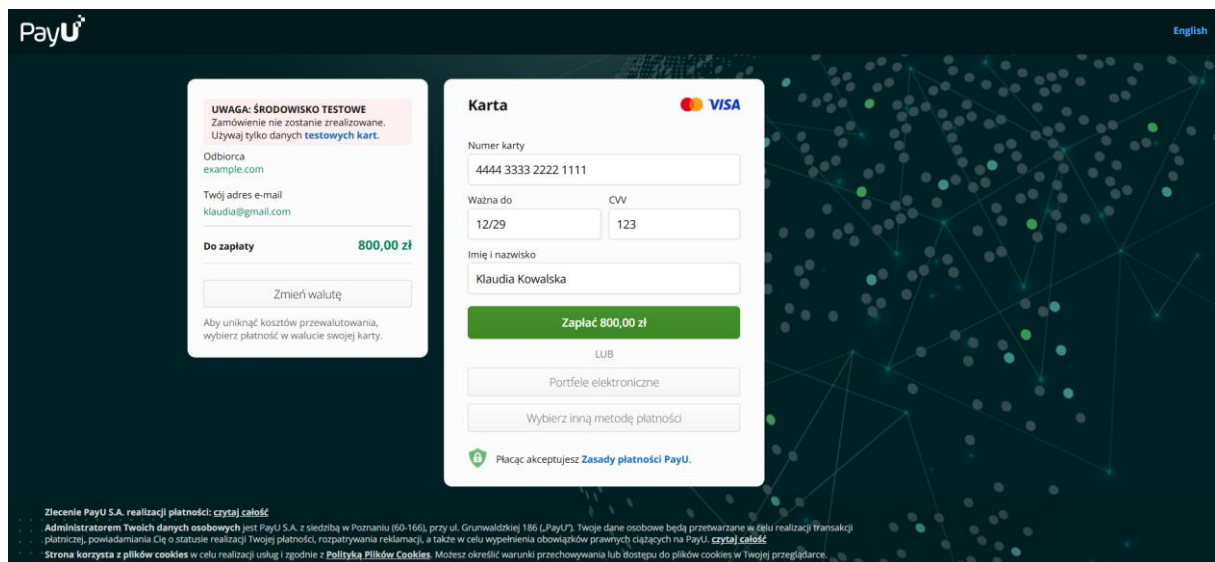 PayU
English
UWAGA: ŚRODOWISKO TESTOWE
Zamówienie nie zostanie zrealizowane.
Używaj tylko danych testowych kart.
Odbiorca
example.com
Twój adres e-mail
klaudia@gmail.com
Do zapłaty 800,00 zł
Zmień walutę
Aby uniknąć kosztów przewalutowania,
wybierz płatność w walucie swojej karty.
Karta VISA
Numer karty
4444 3333 2222 1111
Ważna do CVV
12/29 123
Imię i nazwisko
Klaudia Kowalska
Zapłać 800,00 zł
LUB
Portfele elektroniczne
Wybierz inną metodę płatności
Płacąc akceptujesz Zasady płatności PayU.
Zlecenie PayU S.A. realizacji płatności: czytaj całość
Administratorem Twoich danych osobowych jest PayU S.A. z siedzibą w Poznaniu (60-166), przy ul. Grunwaldzkiej 186 („PayU"). Twoje dane osobowe będą przetwarzane w celu realizacji transakcji
płatniczej, powiadamiania Cię o statusie realizacji Twojej płatności, rozpatrywania reklamacji, a także w celu wypełnienia obowiązków prawnych ciążących na PayU. czytaj całość
Strona korzysta z plików cookies w celu realizacji usług i zgodnie z Polityką Plików Cookies. Możesz określić warunki przechowywania lub dostępu do plików cookies w Twojej przeglądarce.